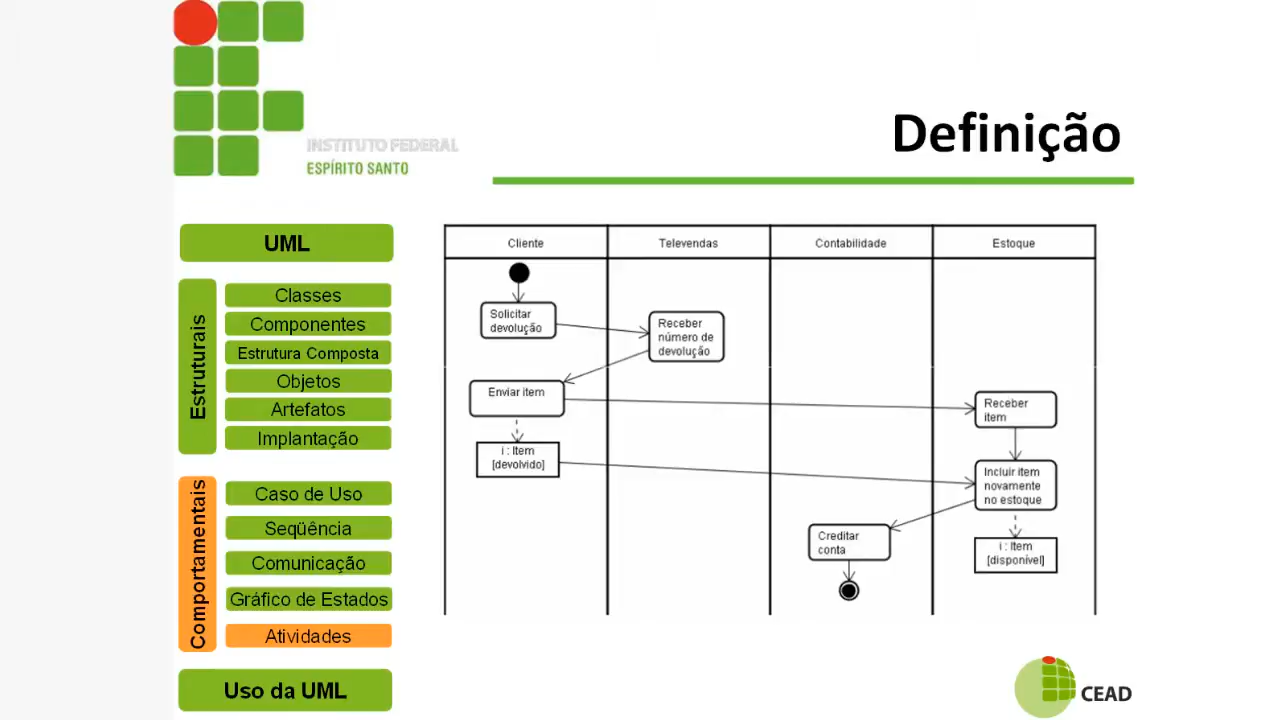 INSTITUTO FEDERAL
ESPÍRITO SANTO
Definição
UML
Estruturais
Classes
Componentes
Estrutura Composta
Objetos
Artefatos
Implantação
Comportamentais
Caso de Uso
Seqüência
Comunicação
Gráfico de Estados
Atividades
Uso da UML
Cliente
Televendas
Contabilidade
Estoque
Solicitar
devolução
Receber
número de
devolução
Enviar item
Receber
item
i : Item
[devolvido]
Incluir item
novamente
no estoque
Creditar
conta
i : Item
[disponível]
CEAD